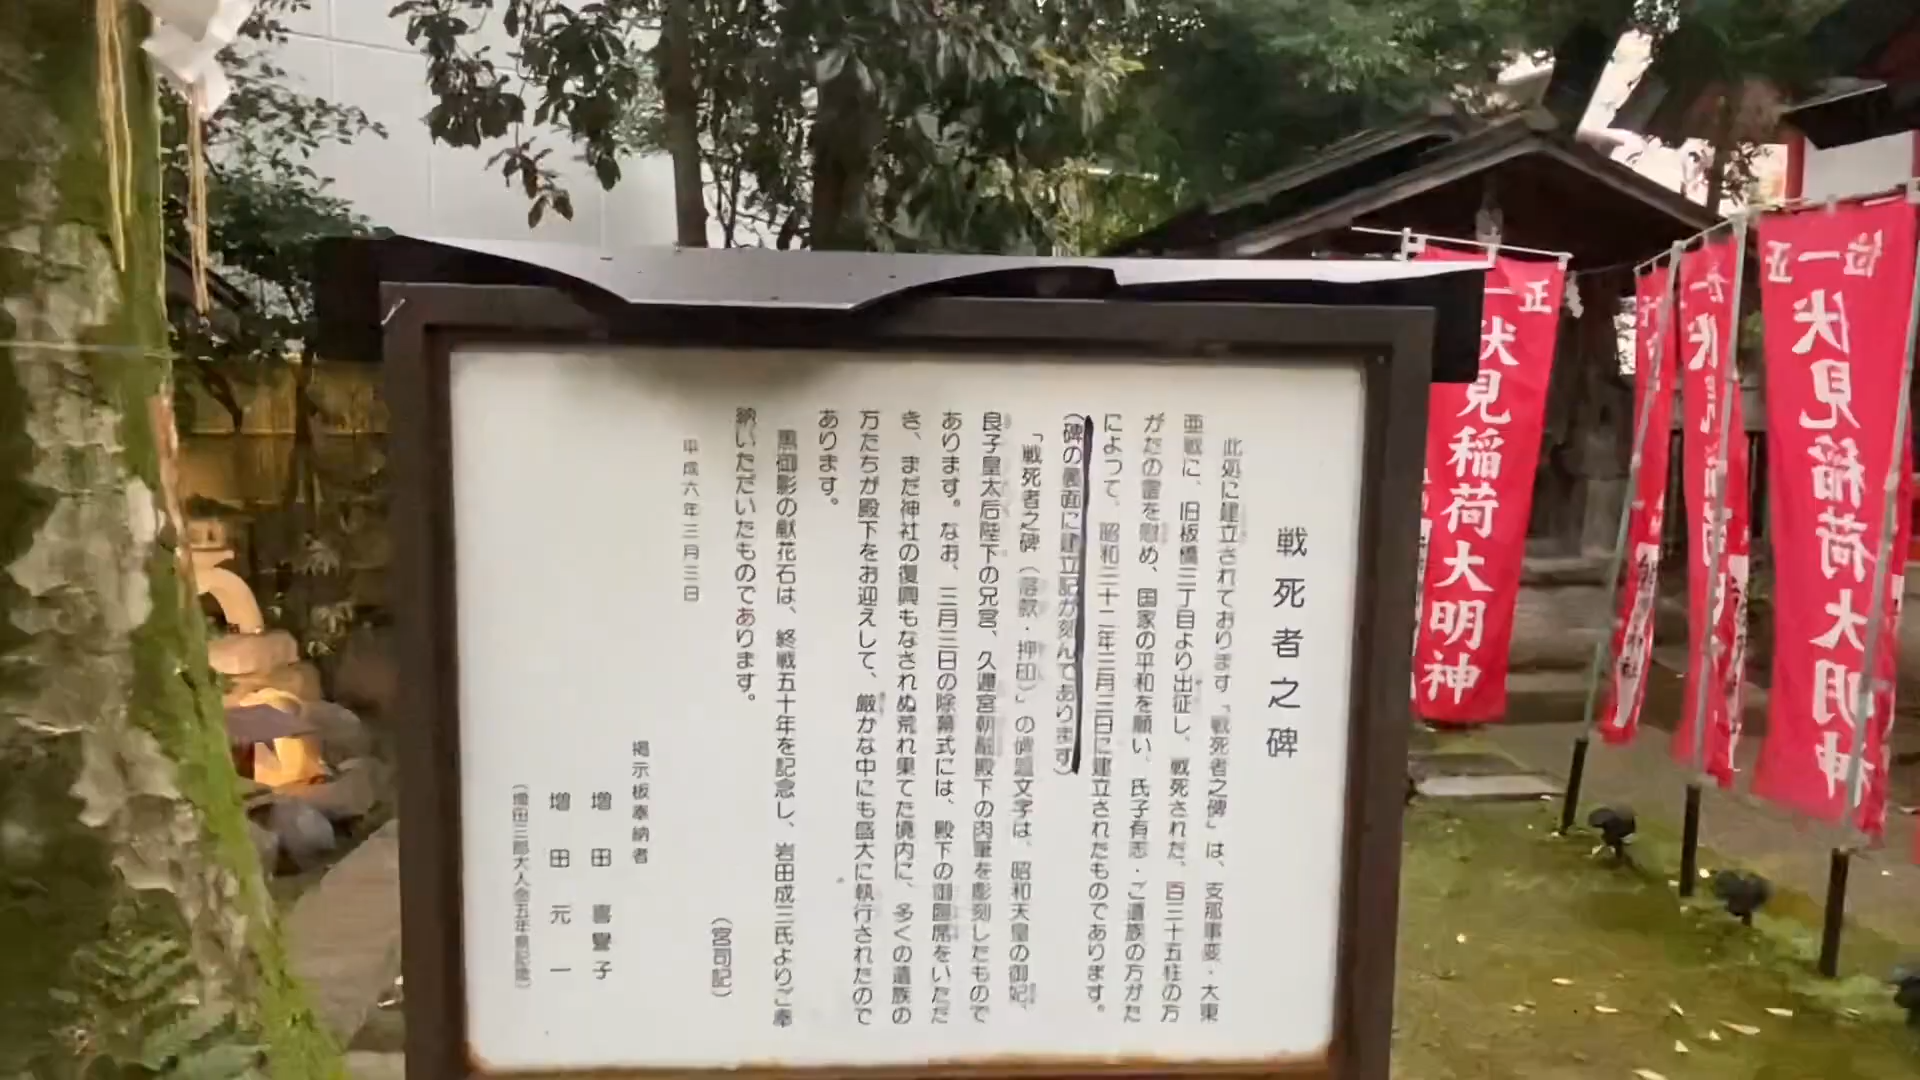 戦死者之碑
此処に建立されております「戦死者之碑」は、支那事変・大東
亜戦に、旧板橋三丁目より出征し、戦死された、百三十五柱の方
がたの霊を慰め、国家の平和を願い、氏子有志・ご遺族の方がた
によって、昭和三十二年三月三日に建立されたものであります。
(碑の裏面に建立記が刻んであります)
「戦死者之碑（落款・押印）」の碑題文字は、昭和天皇の御妃、
良子皇太后陛下の兄宮、久邇宮朝融殿下の肉筆を彫刻したもので
あります。なお、三月三日の除幕式には、殿下の御臨席をいただ
き、まだ神社の復興もなされぬ荒れ果てた境内に、多くの遺族の
方たちが殿下をお迎えして、厳かな中にも盛大に執行されたので
あります。
黒御影の献花石は、終戦五十年を記念し、岩田成三氏よりご奉
納いただいたものであります。
（宮司記）
平成六年三月三日
掲示板奉納者
増田喜譽子
増田元一
正一
伏見稲荷大明神
伏見
正一位
伏見稲荷大明神